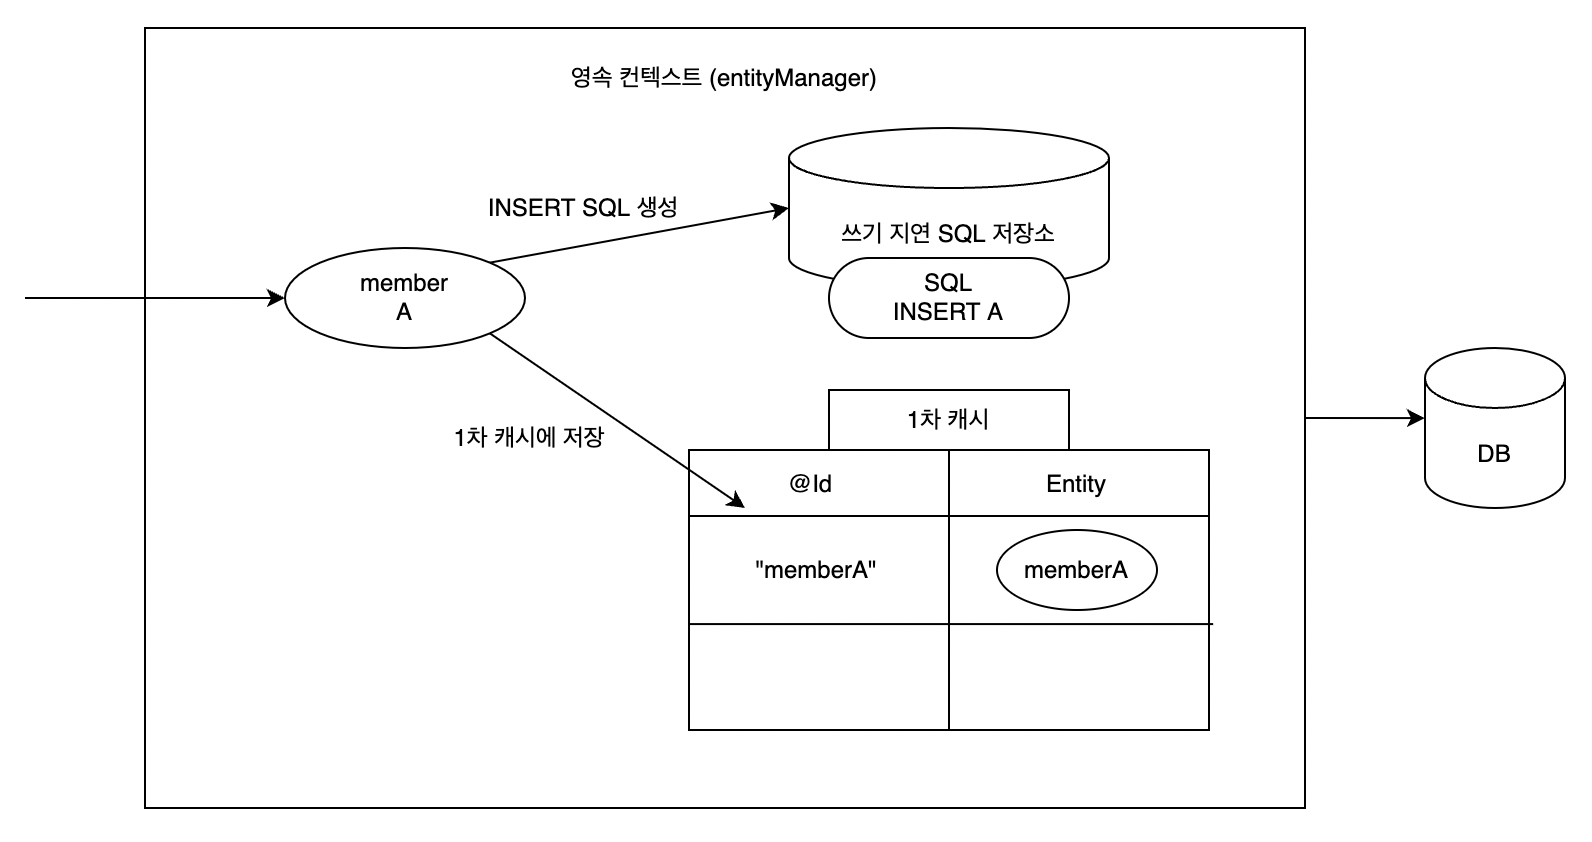 영속 컨텍스트 (entityManager)
INSERT SQL 생성
쓰기 지연 SQL 저장소
member
A
SQL
INSERT A
1차 캐시
1차 캐시에 저장
@Id
Entity
DB
"memberA"
memberA